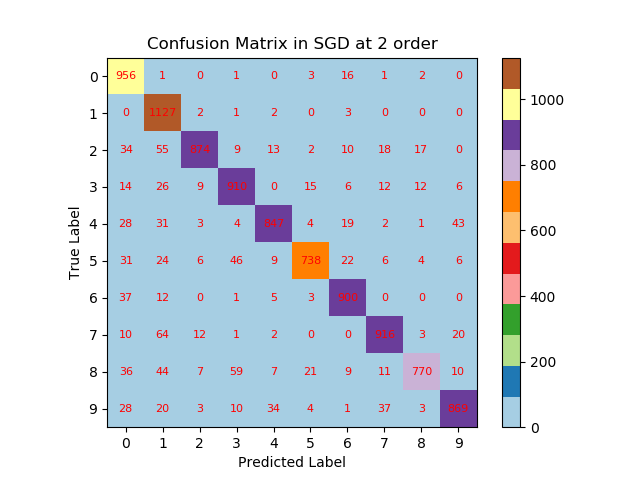 Confusion Matrix in SGD at 2 order
0 956 1 0 1 0 3 16 1 2 0
1 0 1127 2 1 2 0 3 0 0 0
2 34 55 874 9 13 2 10 18 17 0
3 14 26 9 910 0 15 6 12 12 6
4 28 31 3 4 847 4 19 2 1 43
5 31 24 6 46 9 738 22 6 4 6
6 37 12 0 1 5 3 900 0 0 0
7 10 64 12 1 2 0 0 916 3 20
8 36 44 7 59 7 21 9 11 770 10
9 28 20 3 10 34 4 1 37 3 869
0 1 2 3 4 5 6 7 8 9
True Label
Predicted Label
1000
800
600
400
200
0